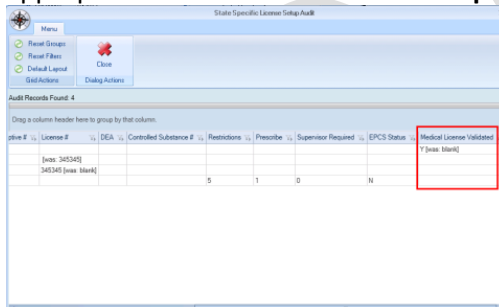 State Specific License Setup Audit
Menu
Reset Groups
Reset Filters
Default Layout
Close
Grid Actions
Dialog Actions
Audit Records Found: 4
Drag a column header here to group by that column.
ptive # License # DEA Controlled Substance # Restrictions Prescribe Supervisor Required EPCS Status Medical License Validated
Y [was: blank]
[was: 345345]
345345 [was: blank]
5 1 0 N